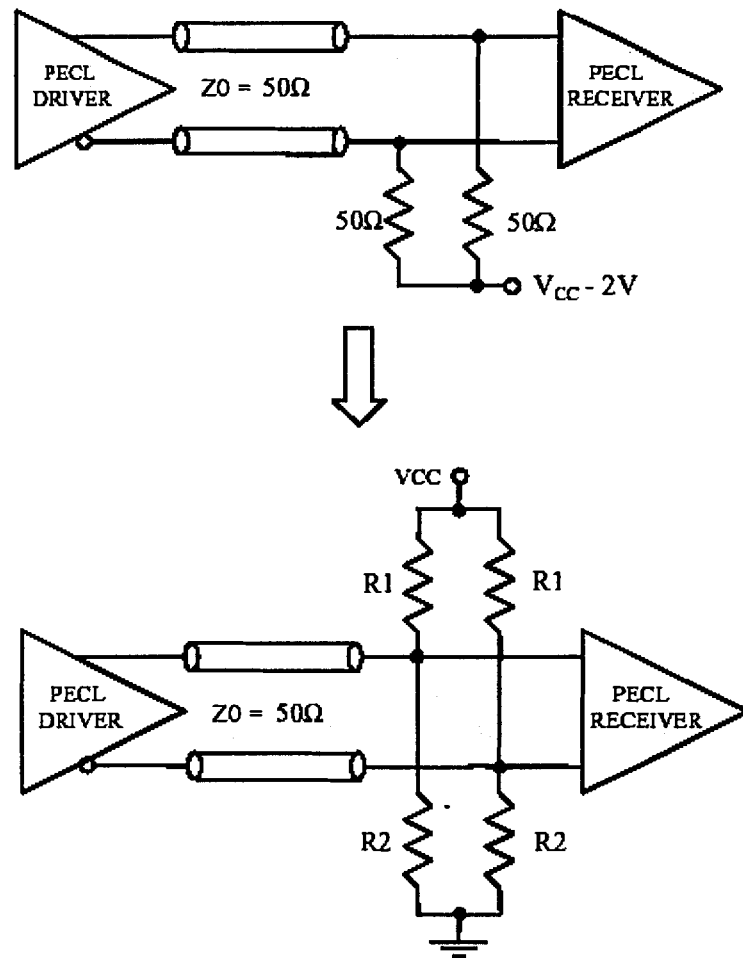 PECL
DRIVER
Z0 = 50Ω
PECL
RECEIVER
50Ω
50Ω
V_CC - 2V
VCC
R1
R1
PECL
DRIVER
Z0 = 50Ω
PECL
RECEIVER
R2
R2